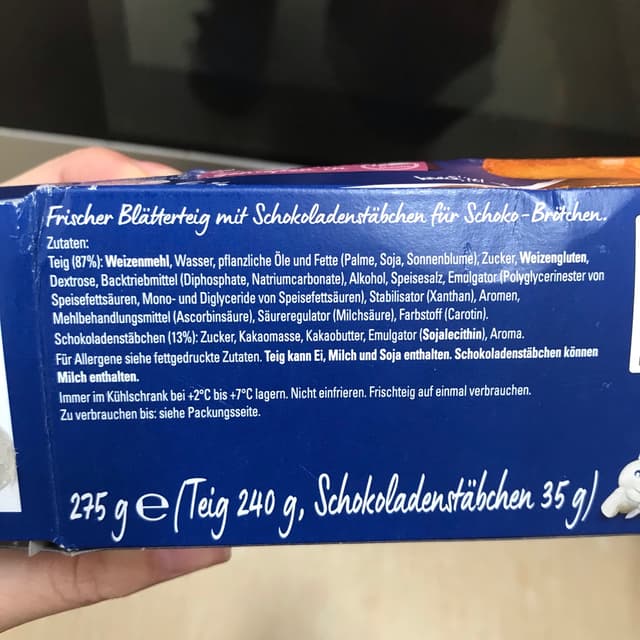 Frischer Blätterteig mit Schokoladenstäbchen für Schoko-Brötchen.
Zutaten:
Teig (87%): Weizenmehl, Wasser, pflanzliche Öle und Fette (Palme, Soja, Sonnenblume), Zucker, Weizengluten,
Dextrose, Backtriebmittel (Diphosphate, Natriumcarbonate), Alkohol, Speisesalz, Emulgator (Polyglycerinester von
Speisefettsäuren, Mono- und Diglyceride von Speisefettsäuren), Stabilisator (Xanthan), Aromen,
Mehlbehandlungsmittel (Ascorbinsäure), Säureregulator (Milchsäure), Farbstoff (Carotin).
Schokoladenstäbchen (13%): Zucker, Kakaomasse, Kakaobutter, Emulgator (Sojalecithin), Aroma.
Für Allergene siehe fettgedruckte Zutaten. Teig kann Ei, Milch und Soja enthalten. Schokoladenstäbchen können
Milch enthalten.
Immer im Kühlschrank bei +2°C bis +7°C lagern. Nicht einfrieren. Frischteig auf einmal verbrauchen.
Zu verbrauchen bis: siehe Packungsseite.
275 g e (Teig 240 g, Schokoladenstäbchen 35 g)